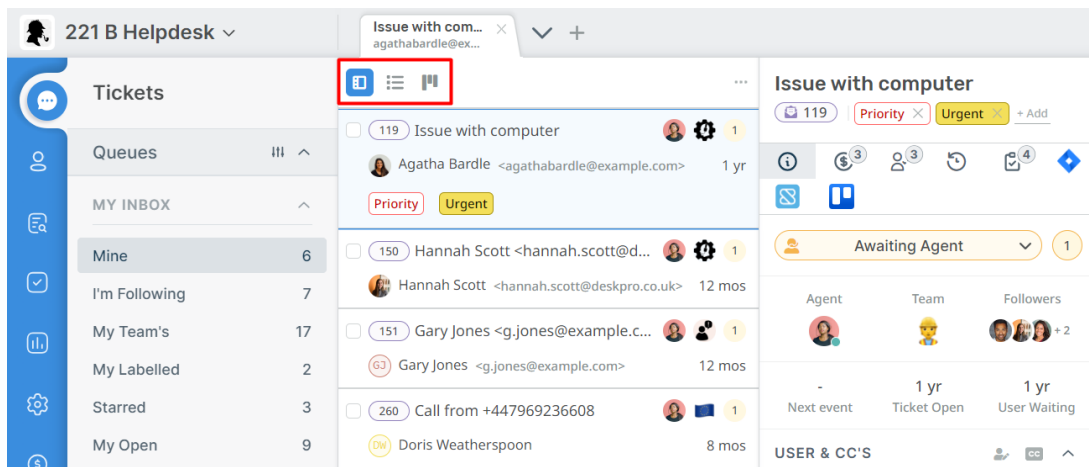 221 B Helpdesk
Issue with com...
agathabardle@ex...
Tickets
Queues
MY INBOX
Mine 6
I'm Following 7
My Team's 17
My Labelled 2
Starred 3
My Open 9
119 Issue with computer 1
Agatha Bardle <agathabardle@example.com> 1 yr
Priority Urgent
150 Hannah Scott <hannah.scott@d... 1
Hannah Scott <hannah.scott@deskpro.co.uk> 12 mos
151 Gary Jones <g.jones@example.c... 1
GJ Gary Jones <g.jones@example.com> 12 mos
260 Call from +447969236608 1
DW Doris Weatherspoon 8 mos
Issue with computer
119 Priority Urgent + Add
3 3 4
Awaiting Agent 1
Agent Team Followers
+ 2
- 1 yr 1 yr
Next event Ticket Open User Waiting
USER & CC'S CC